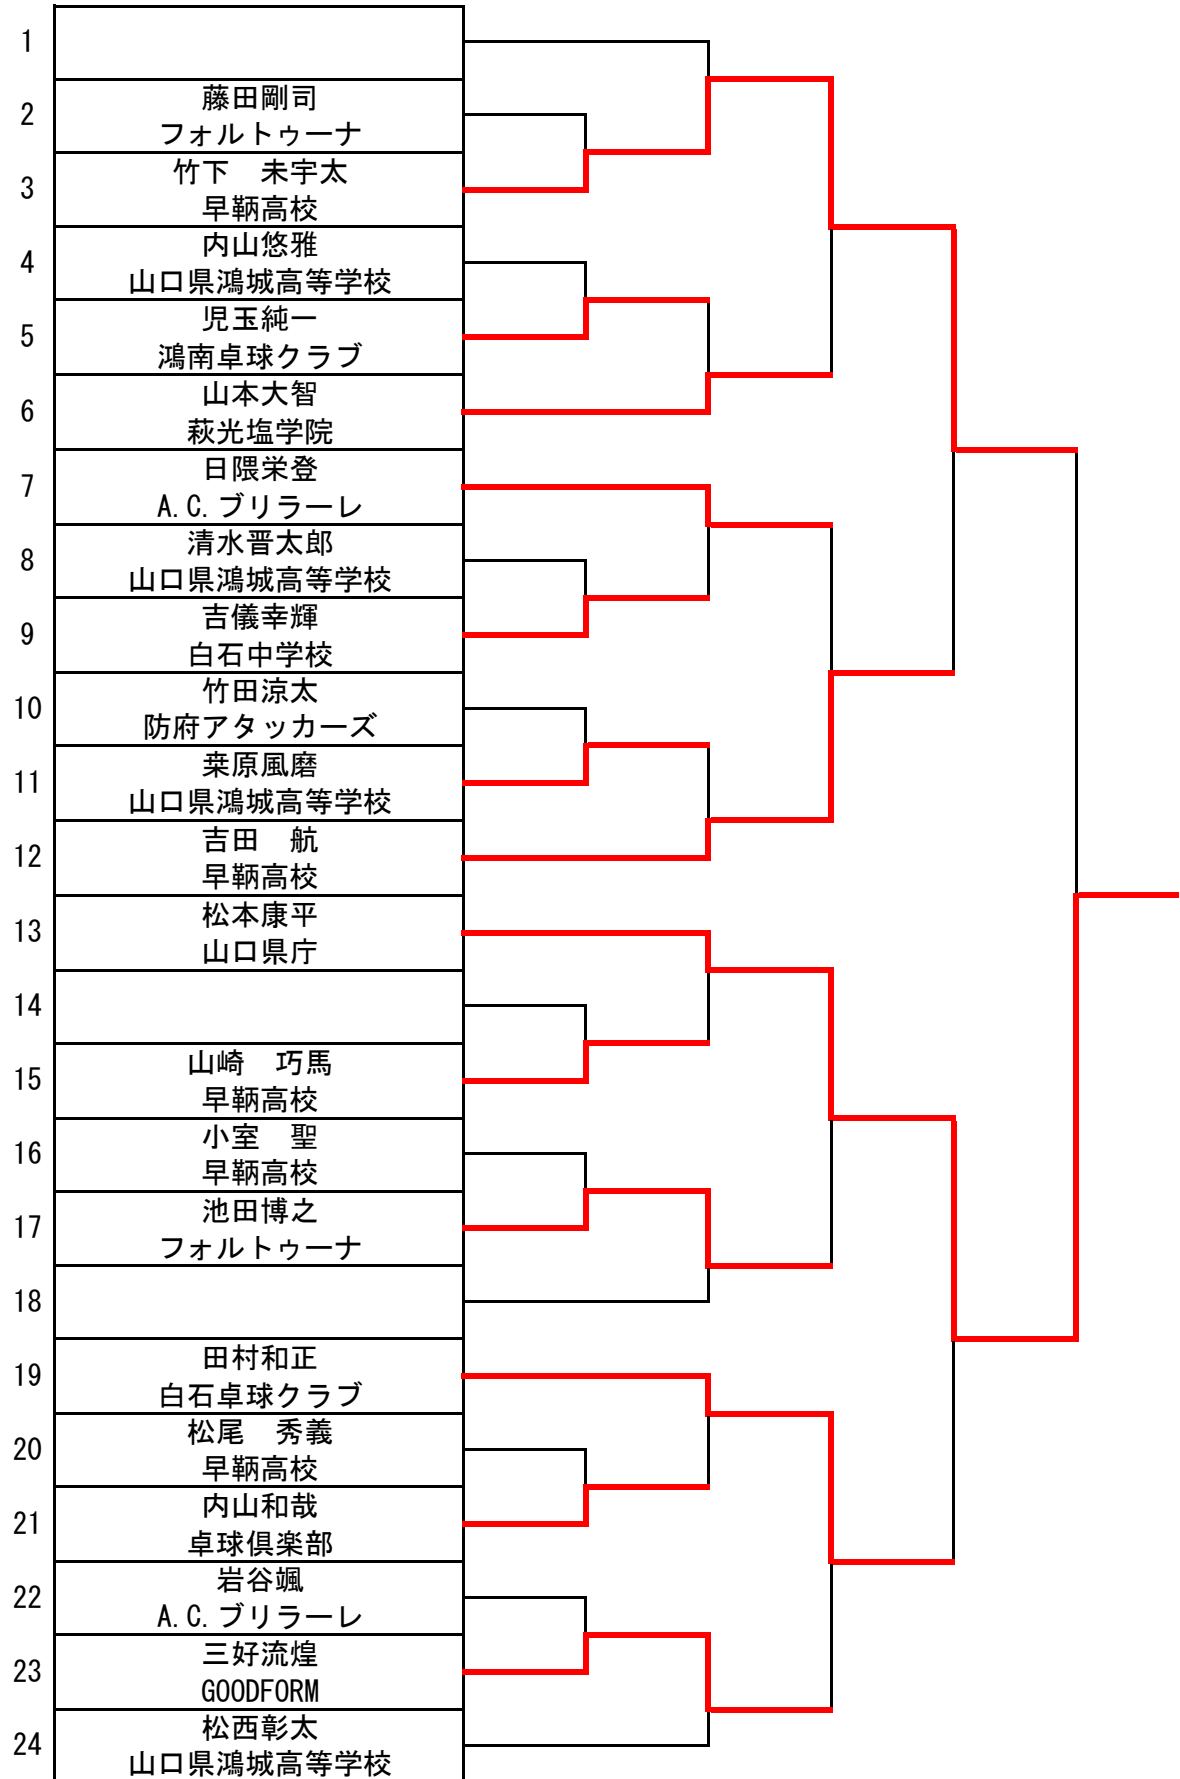 1
2
藤田剛司
フォルトゥーナ
3
竹下　未宇太
早鞆高校
4
内山悠雅
山口県鴻城高等学校
5
児玉純一
鴻南卓球クラブ
6
山本大智
萩光塩学院
7
日隈栄登
A.C.ブリラーレ
8
清水晋太郎
山口県鴻城高等学校
9
吉儀幸輝
白石中学校
10
竹田涼太
防府アタッカーズ
11
桒原風磨
山口県鴻城高等学校
12
吉田　航
早鞆高校
13
松本康平
山口県庁
14
15
山崎　巧馬
早鞆高校
16
小室　聖
早鞆高校
17
池田博之
フォルトゥーナ
18
19
田村和正
白石卓球クラブ
20
松尾　秀義
早鞆高校
21
内山和哉
卓球倶楽部
22
岩谷颯
A.C.ブリラーレ
23
三好流煌
GOODFORM
24
松西彰太
山口県鴻城高等学校